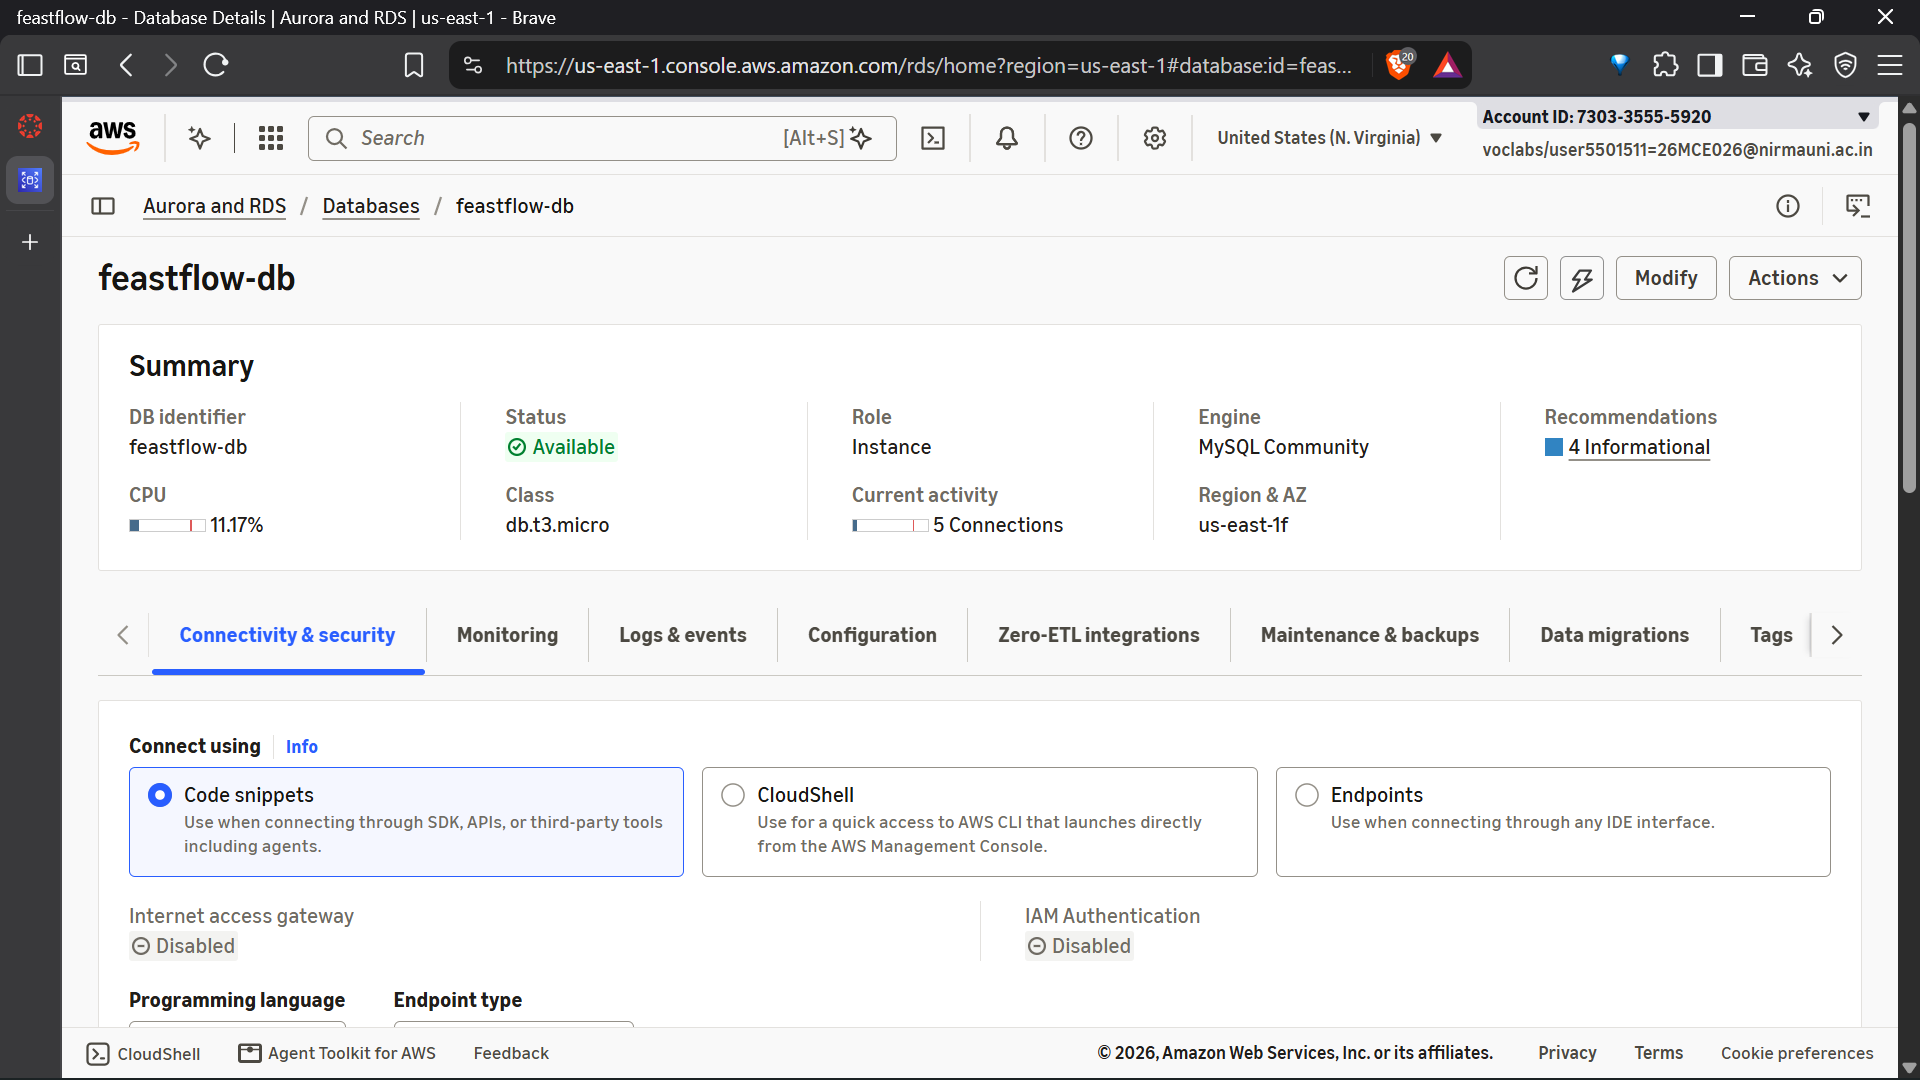 feastflow-db - Database Details | Aurora and RDS | us-east-1 - Brave
https://us-east-1.console.aws.amazon.com/rds/home?region=us-east-1#database:id=feas...
20
aws
Search
[Alt+S]
United States (N. Virginia)
Account ID: 7303-3555-5920
voclabs/user5501511=26MCE026@nirmauni.ac.in
Aurora and RDS / Databases / feastflow-db
feastflow-db
Modify
Actions
Summary
DB identifier
feastflow-db
Status
Available
Role
Instance
Engine
MySQL Community
Recommendations
4 Informational
CPU
11.17%
Class
db.t3.micro
Current activity
5 Connections
Region & AZ
us-east-1f
Connectivity & security
Monitoring
Logs & events
Configuration
Zero-ETL integrations
Maintenance & backups
Data migrations
Tags
Connect using
Info
Code snippets
Use when connecting through SDK, APIs, or third-party tools
including agents.
CloudShell
Use for a quick access to AWS CLI that launches directly
from the AWS Management Console.
Endpoints
Use when connecting through any IDE interface.
Internet access gateway
Disabled
IAM Authentication
Disabled
Programming language
Endpoint type
CloudShell
Agent Toolkit for AWS
Feedback
© 2026, Amazon Web Services, Inc. or its affiliates.
Privacy
Terms
Cookie preferences